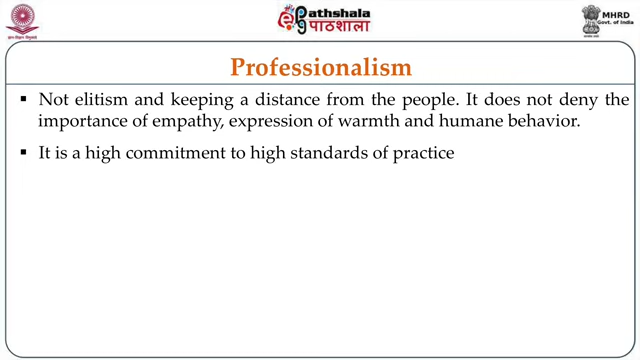 ePathshala
पाठशाला
MHRD
Govt. of India
Professionalism
▪ Not elitism and keeping a distance from the people. It does not deny the
importance of empathy, expression of warmth and humane behavior.
▪ It is a high commitment to high standards of practice